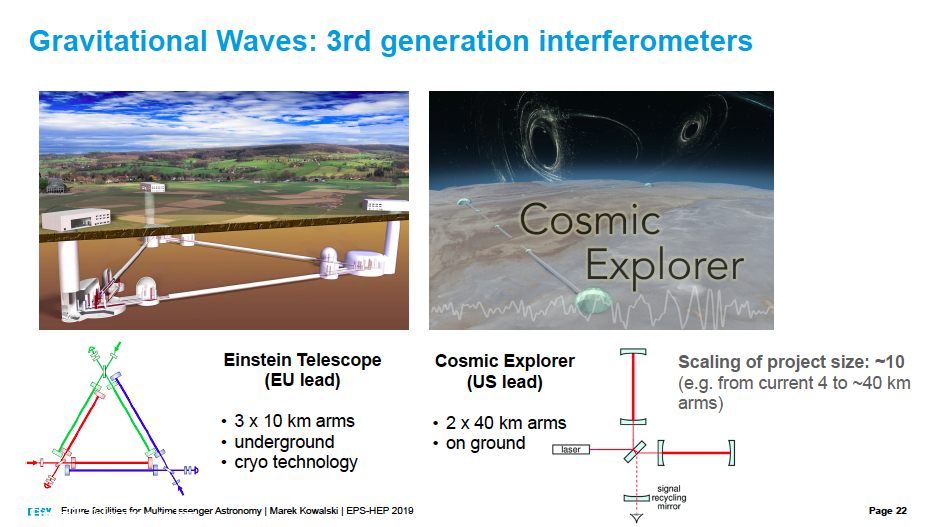 Gravitational Waves: 3rd generation interferometers
Cosmic
Explorer
Einstein Telescope
(EU lead)
• 3 x 10 km arms
• underground
• cryo technology
Cosmic Explorer
(US lead)
• 2 x 40 km arms
• on ground
laser
signal
recycling
mirror
Scaling of project size: ~10
(e.g. from current 4 to ~40 km
arms)
Future facilities for Multimessenger Astronomy | Marek Kowalski | EPS-HEP 2019
Page 22